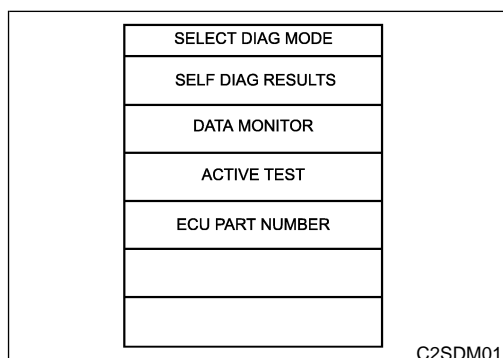 SELECT DIAG MODE
SELF DIAG RESULTS
DATA MONITOR
ACTIVE TEST
ECU PART NUMBER
C2SDM01